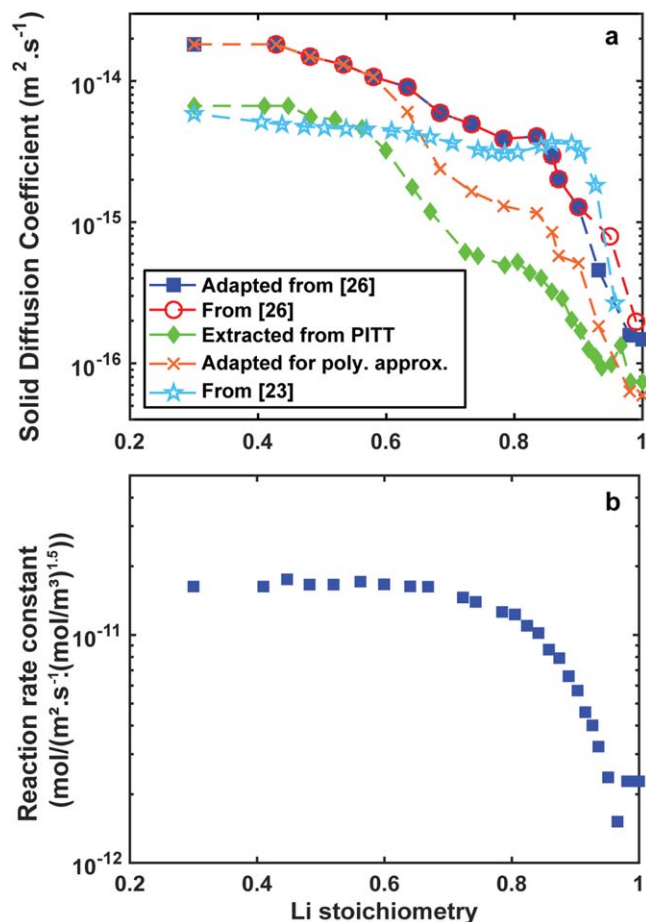 a
Solid Diffusion Coefficient (m².s⁻¹)
10⁻¹⁴
10⁻¹⁵
10⁻¹⁶
Adapted from [26]
From [26]
Extracted from PITT
Adapted for poly. approx.
From [23]
0.2 0.4 0.6 0.8 1
b
Reaction rate constant
(mol/(m².s⁻¹.(mol/m³)¹·⁵))
10⁻¹¹
10⁻¹²
0.2 0.4 0.6 0.8 1
Li stoichiometry